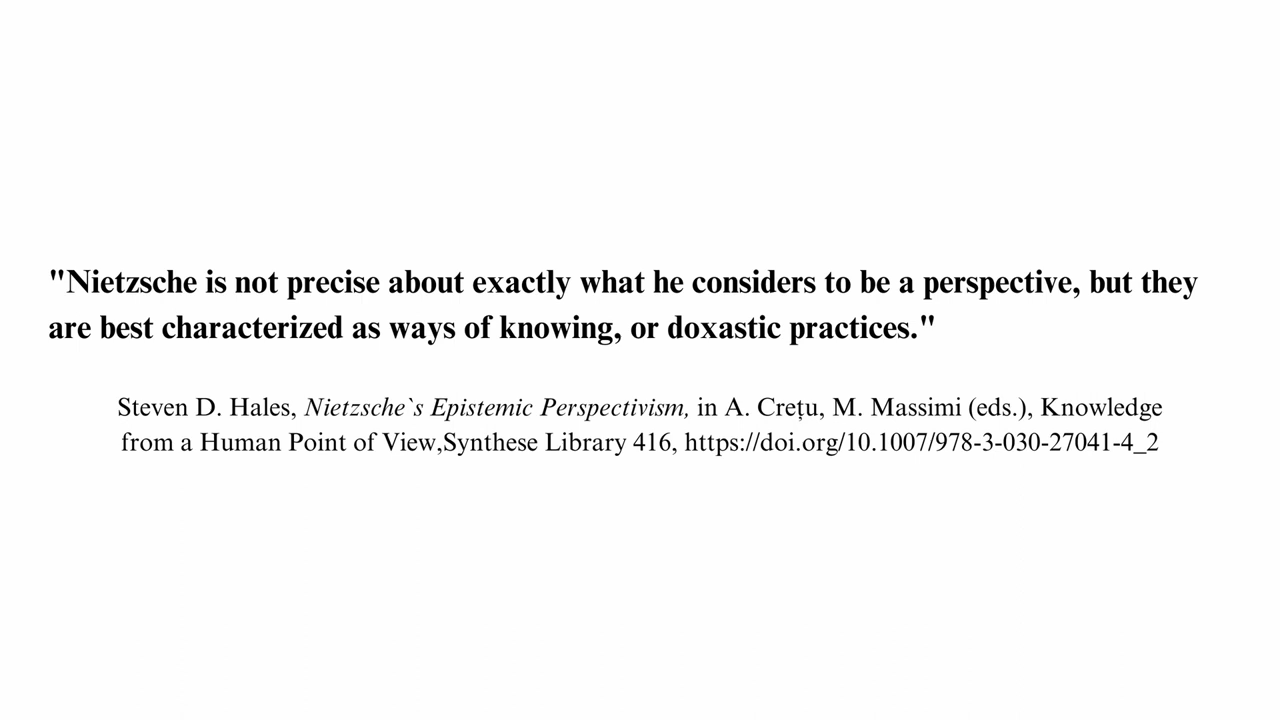 "Nietzsche is not precise about exactly what he considers to be a perspective, but they
are best characterized as ways of knowing, or doxastic practices."
Steven D. Hales, Nietzsche`s Epistemic Perspectivism, in A. Crețu, M. Massimi (eds.), Knowledge
from a Human Point of View,Synthese Library 416, https://doi.org/10.1007/978-3-030-27041-4_2